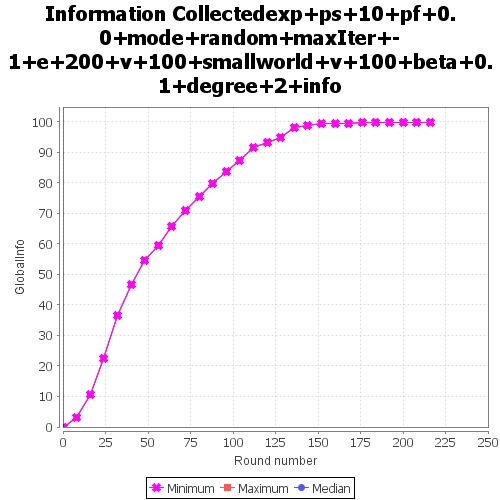 Information Collectedexp+ps+10+pf+0.
0+mode+random+maxIter+-
1+e+200+v+100+smallworld+v+100+beta+0.
1+degree+2+info
100
90
80
70
60
50
40
30
20
10
0
GlobalInfo
0 25 50 75 100 125 150 175 200 225 250
Round number
Minimum Maximum Median